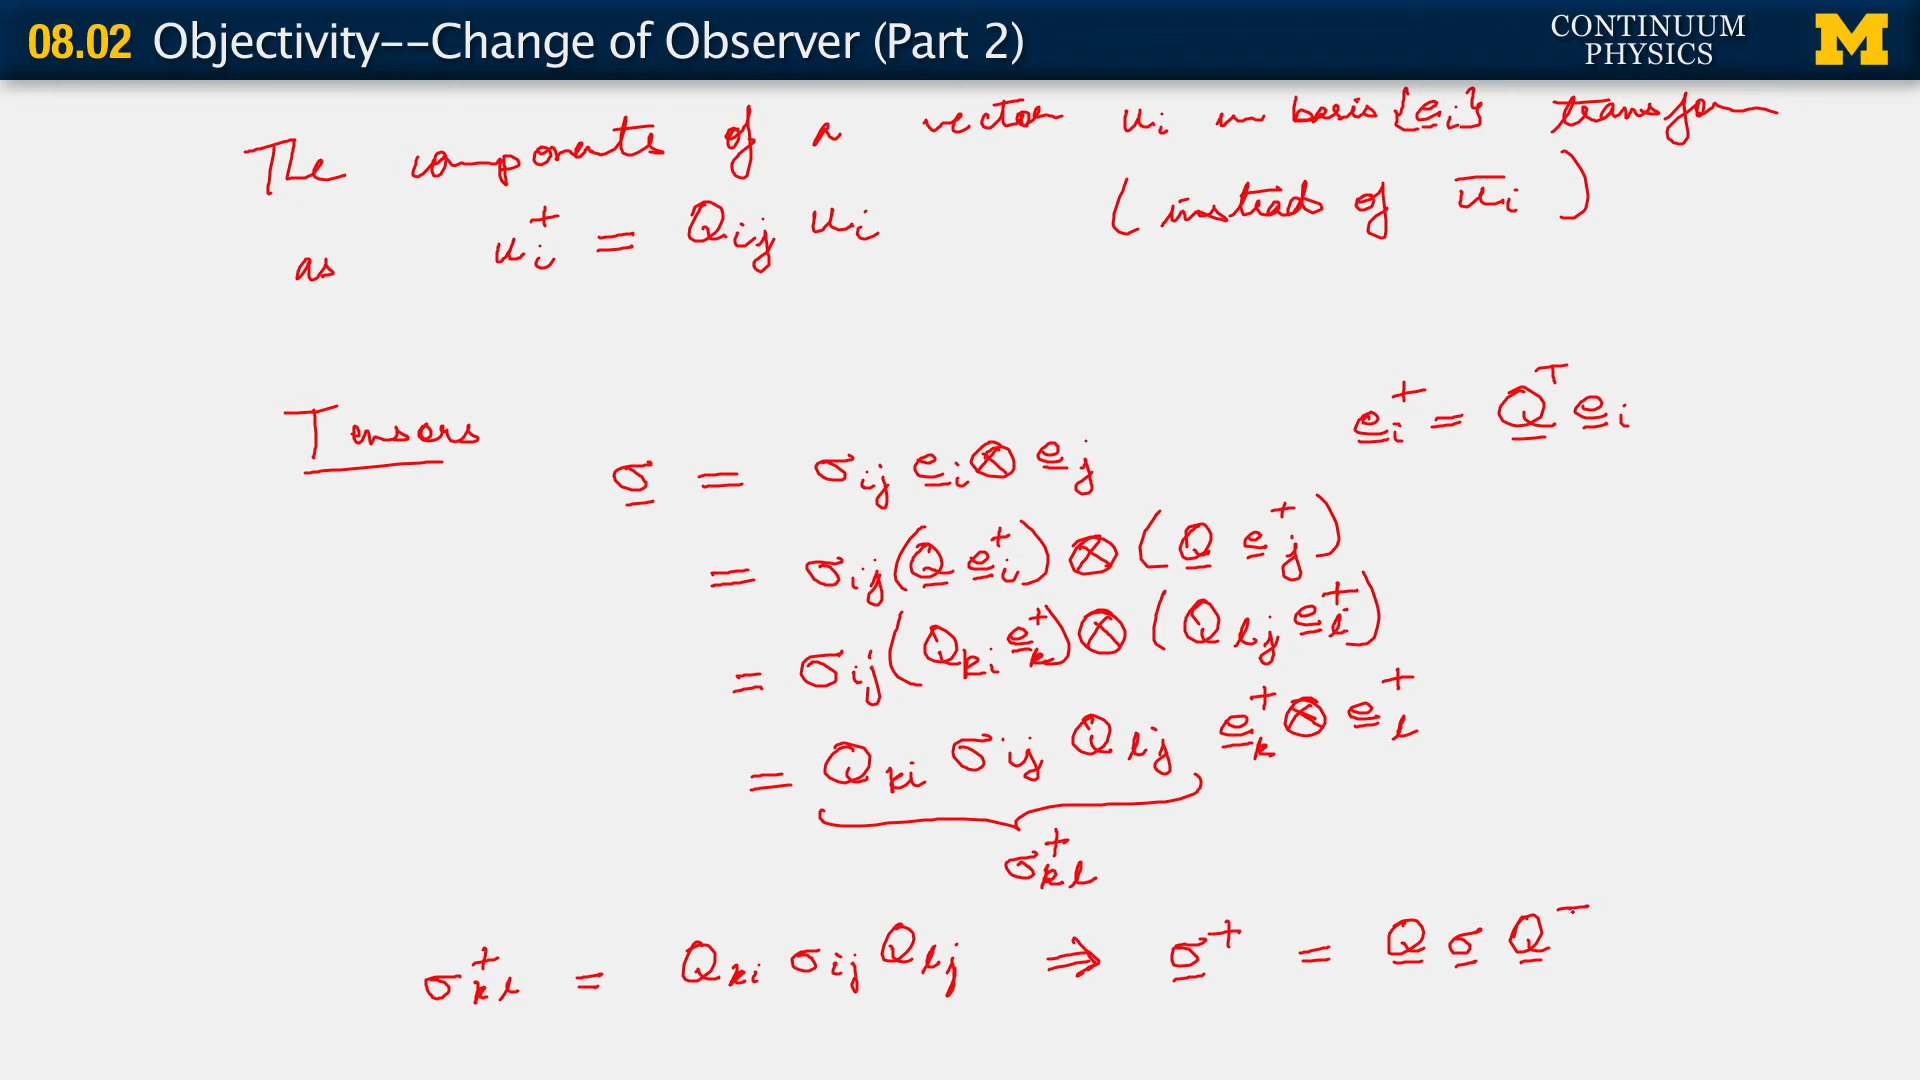 08.02 Objectivity--Change of Observer (Part 2)
CONTINUUM PHYSICS
M
The components of a vector u_i in basis {e_i} transform
as u_i^+ = Q_ij u_i (instead of ū_i)
Tensors
e_i^+ = Q^T e_i
σ = σ_ij e_i ⊗ e_j
= σ_ij (Q e_i^+) ⊗ (Q e_j^+)
= σ_ij (Q_ki e_k^+) ⊗ (Q_lj e_l^+)
= Q_ki σ_ij Q_lj e_k^+ ⊗ e_l^+
σ_kl^+
σ_kl^+ = Q_ki σ_ij Q_lj ⇒ σ^+ = Q σ Q^T